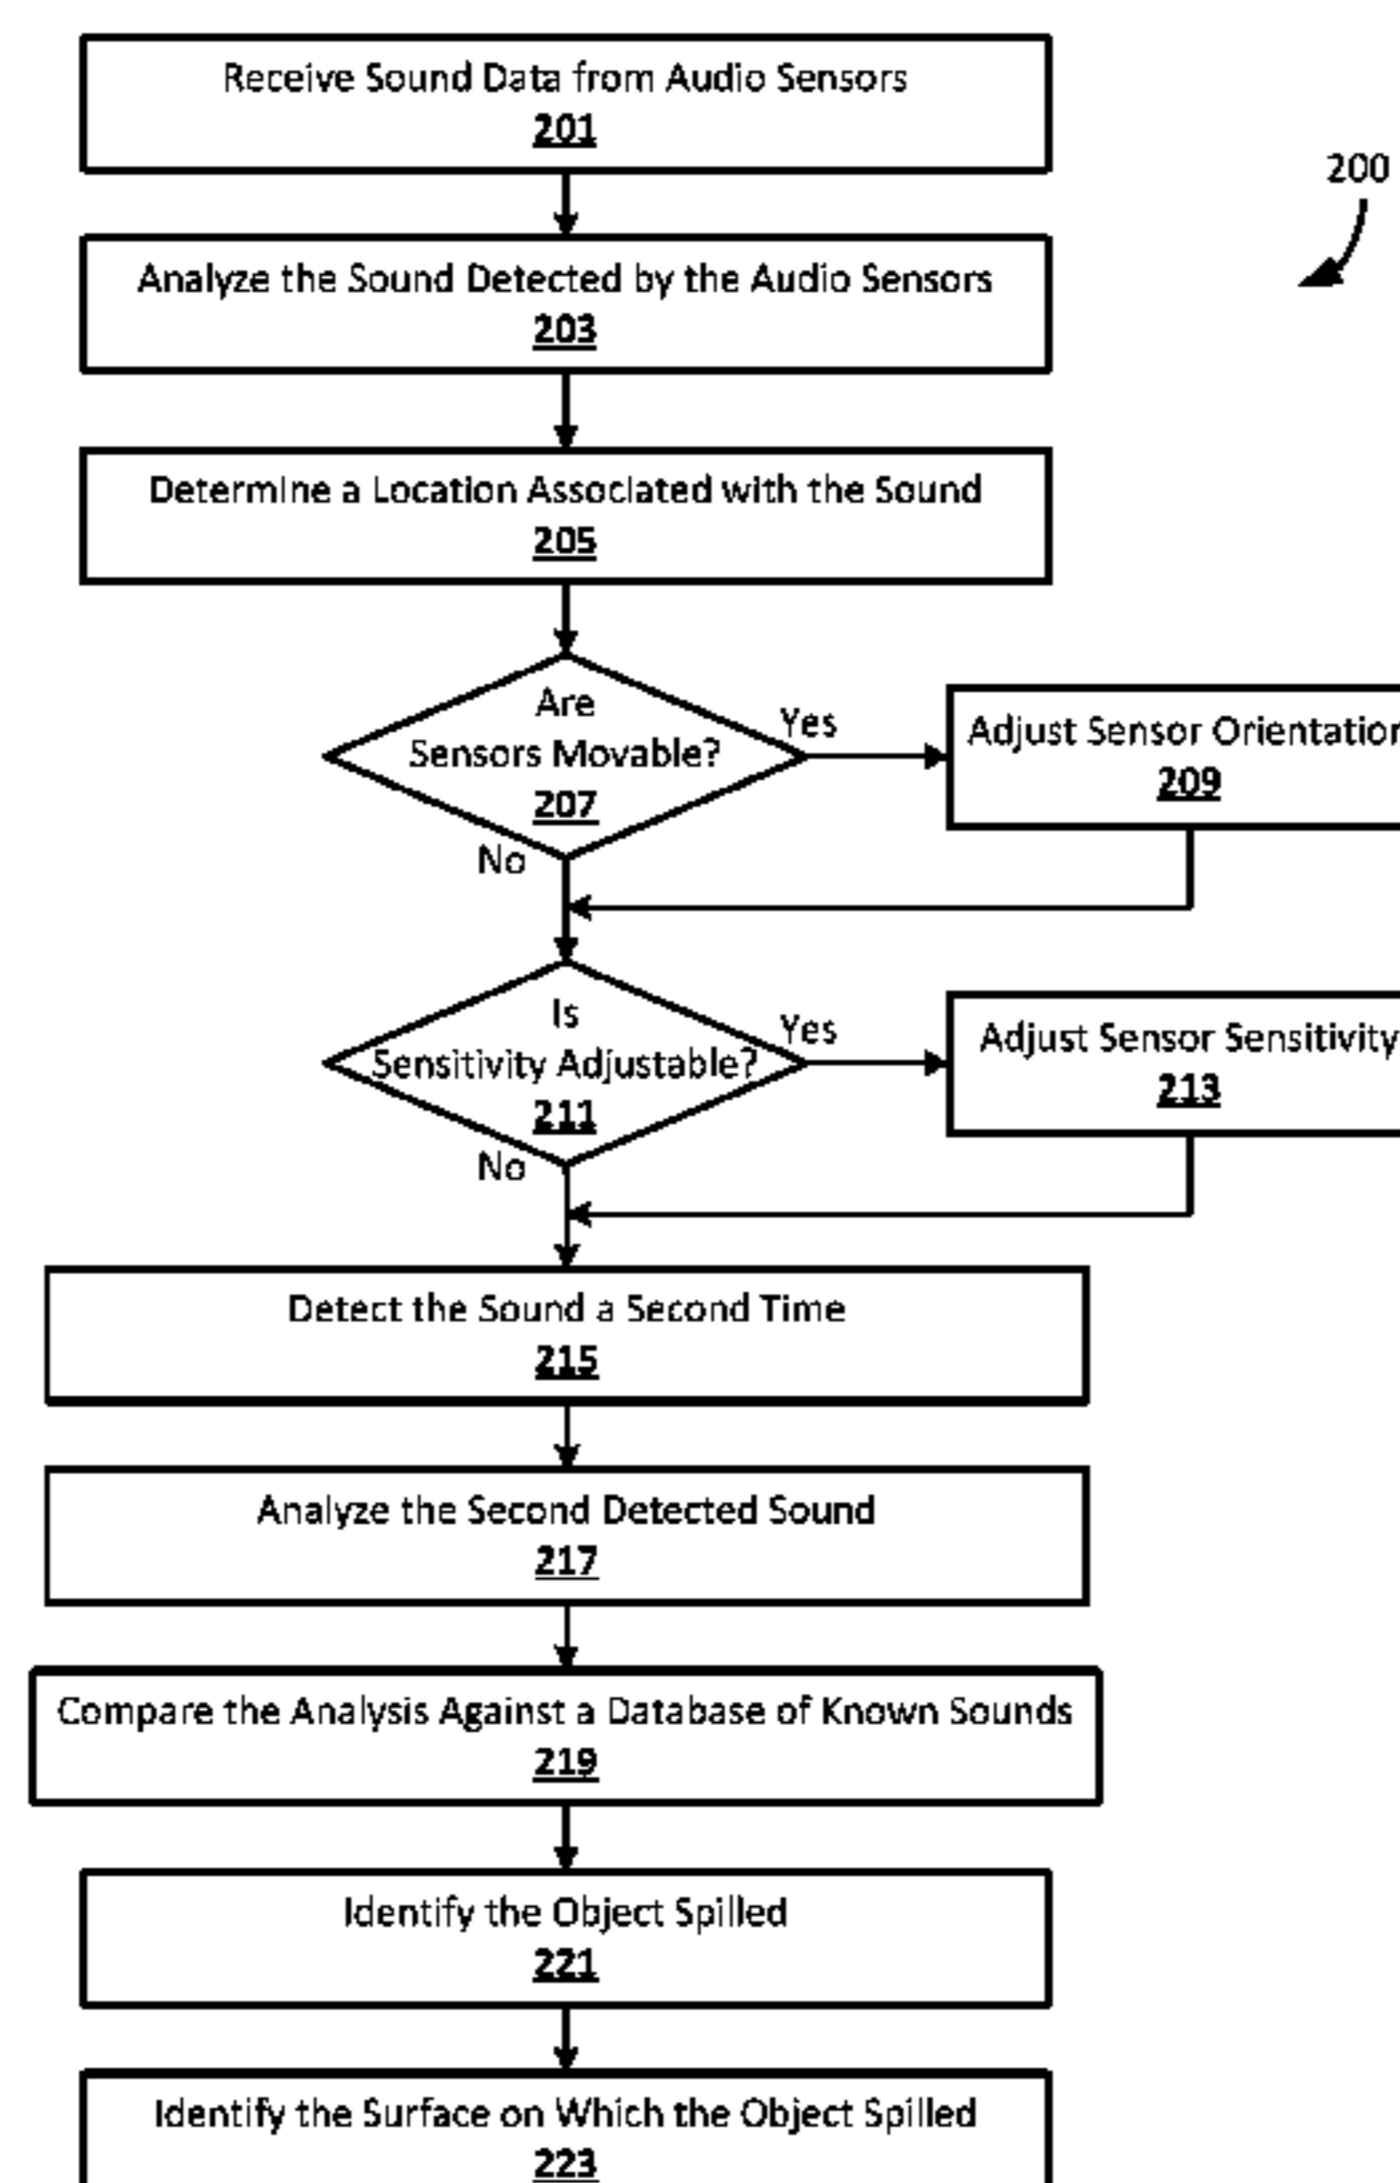 Receive Sound Data from Audio Sensors
201
200
Analyze the Sound Detected by the Audio Sensors
203
Determine a Location Associated with the Sound
205
Are
Sensors Movable?
207
Yes
No
Adjust Sensor Orientation
209
Is
Sensitivity Adjustable?
211
Yes
No
Adjust Sensor Sensitivity
213
Detect the Sound a Second Time
215
Analyze the Second Detected Sound
217
Compare the Analysis Against a Database of Known Sounds
219
Identify the Object Spilled
221
Identify the Surface on Which the Object Spilled
223